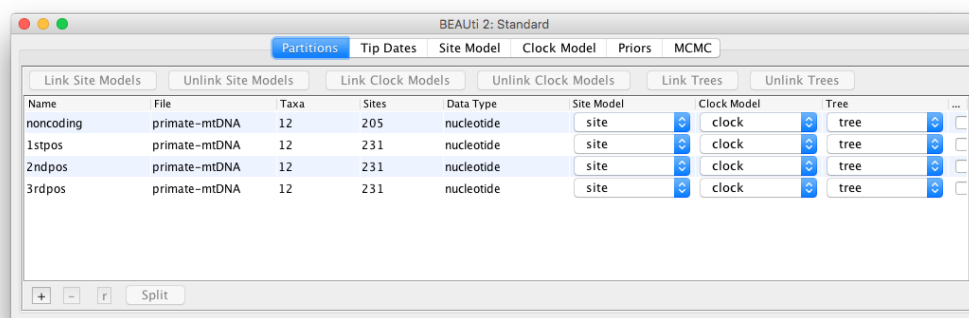 BEAUti 2: Standard
Partitions Tip Dates Site Model Clock Model Priors MCMC
Link Site Models Unlink Site Models Link Clock Models Unlink Clock Models Link Trees Unlink Trees
Name File Taxa Sites Data Type Site Model Clock Model Tree ...
noncoding primate-mtDNA 12 205 nucleotide site clock tree
1stpos primate-mtDNA 12 231 nucleotide site clock tree
2ndpos primate-mtDNA 12 231 nucleotide site clock tree
3rdpos primate-mtDNA 12 231 nucleotide site clock tree
+ - r Split